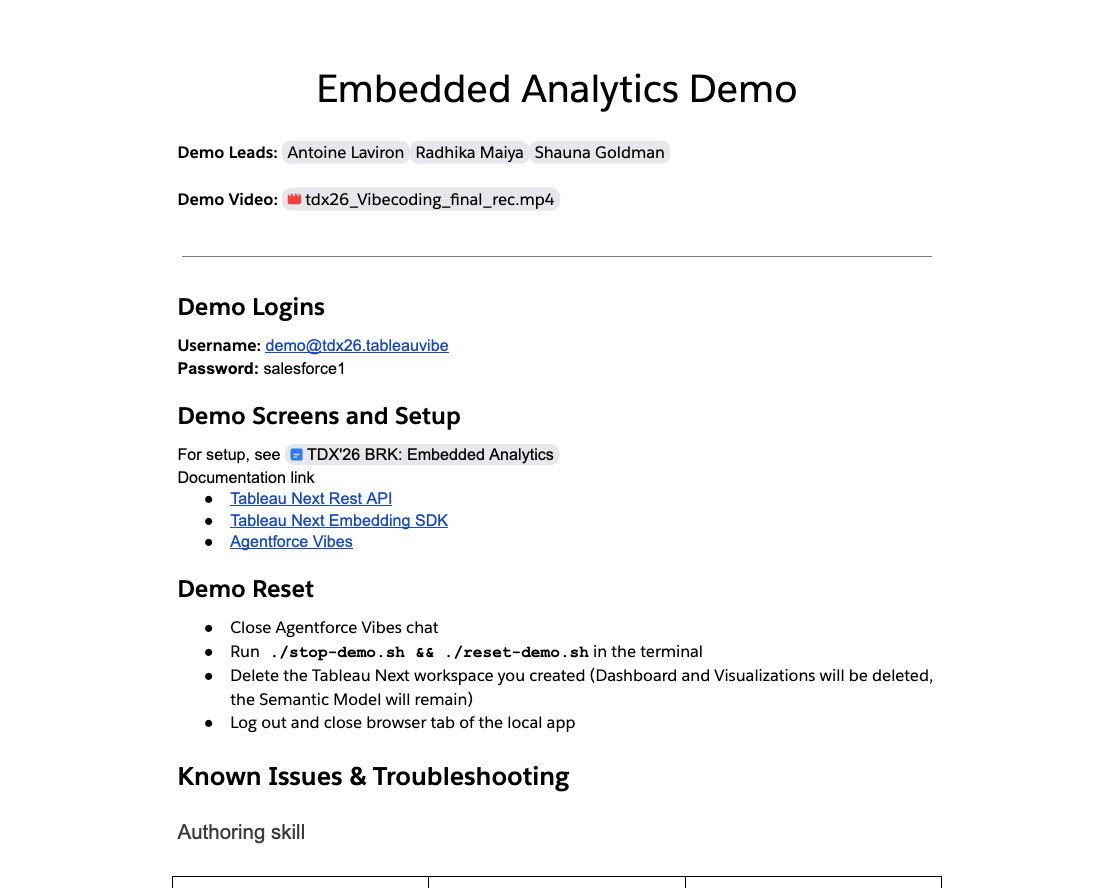 Embedded Analytics Demo
Demo Leads: Antoine Laviron Radhika Maiya Shauna Goldman
Demo Video: tdx26_Vibecoding_final_rec.mp4
Demo Logins
Username: demo@tdx26.tableauvibe
Password: salesforce1
Demo Screens and Setup
For setup, see TDX'26 BRK: Embedded Analytics
Documentation link
● Tableau Next Rest API
● Tableau Next Embedding SDK
● Agentforce Vibes
Demo Reset
● Close Agentforce Vibes chat
● Run ./stop-demo.sh && ./reset-demo.sh in the terminal
● Delete the Tableau Next workspace you created (Dashboard and Visualizations will be deleted,
the Semantic Model will remain)
● Log out and close browser tab of the local app
Known Issues & Troubleshooting
Authoring skill